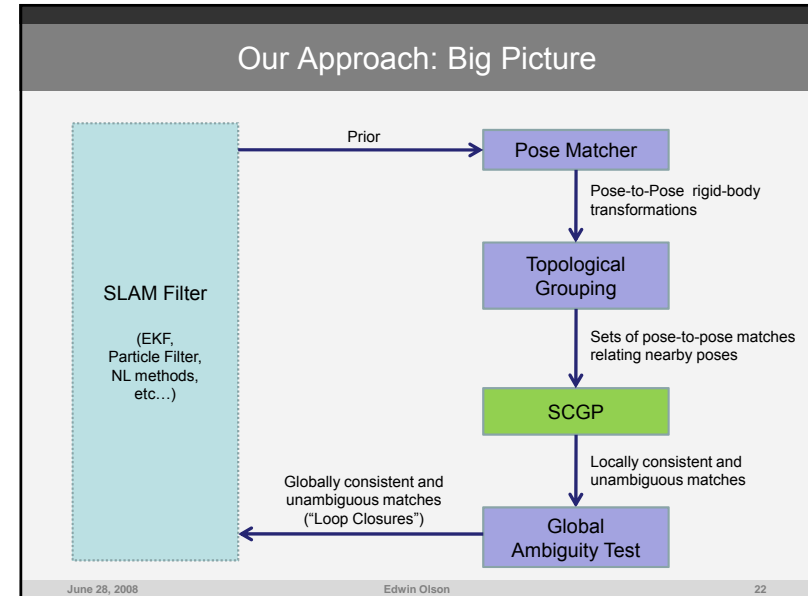 Our Approach: Big Picture
Prior
Pose Matcher
Pose-to-Pose rigid-body
transformations
Topological
Grouping
SLAM Filter
(EKF,
Particle Filter,
NL methods,
etc…)
Sets of pose-to-pose matches
relating nearby poses
SCGP
Locally consistent and
unambiguous matches
Globally consistent and
unambiguous matches
(“Loop Closures”)
Global
Ambiguity Test
June 28, 2008
Edwin Olson
22